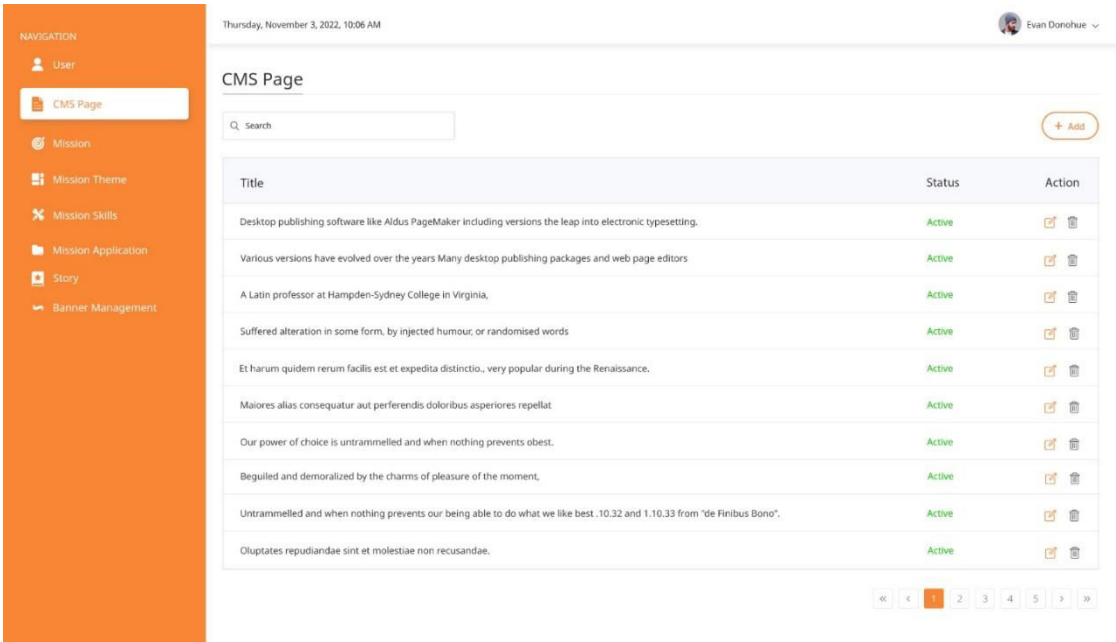 NAVIGATION
User
CMS Page
Mission
Mission Theme
Mission Skills
Mission Application
Story
Banner Management
Thursday, November 3, 2022, 10:06 AM
Evan Donohue
CMS Page
Search
+ Add
Title Status Action
Desktop publishing software like Aldus PageMaker including versions the leap into electronic typesetting. Active
Various versions have evolved over the years Many desktop publishing packages and web page editors Active
A Latin professor at Hampden-Sydney College in Virginia, Active
Suffered alteration in some form, by injected humour, or randomised words Active
Et harum quidem rerum facilis est et expedita distinctio., very popular during the Renaissance. Active
Maiores alias consequatur aut perferendis doloribus asperiores repellat Active
Our power of choice is untrammelled and when nothing prevents obest. Active
Beguiled and demoralized by the charms of pleasure of the moment, Active
Untrammelled and when nothing prevents our being able to do what we like best .10.32 and 1.10.33 from "de Finibus Bono". Active
Oluptates repudiandae sint et molestiae non recusandae. Active
« ‹ 1 2 3 4 5 › »